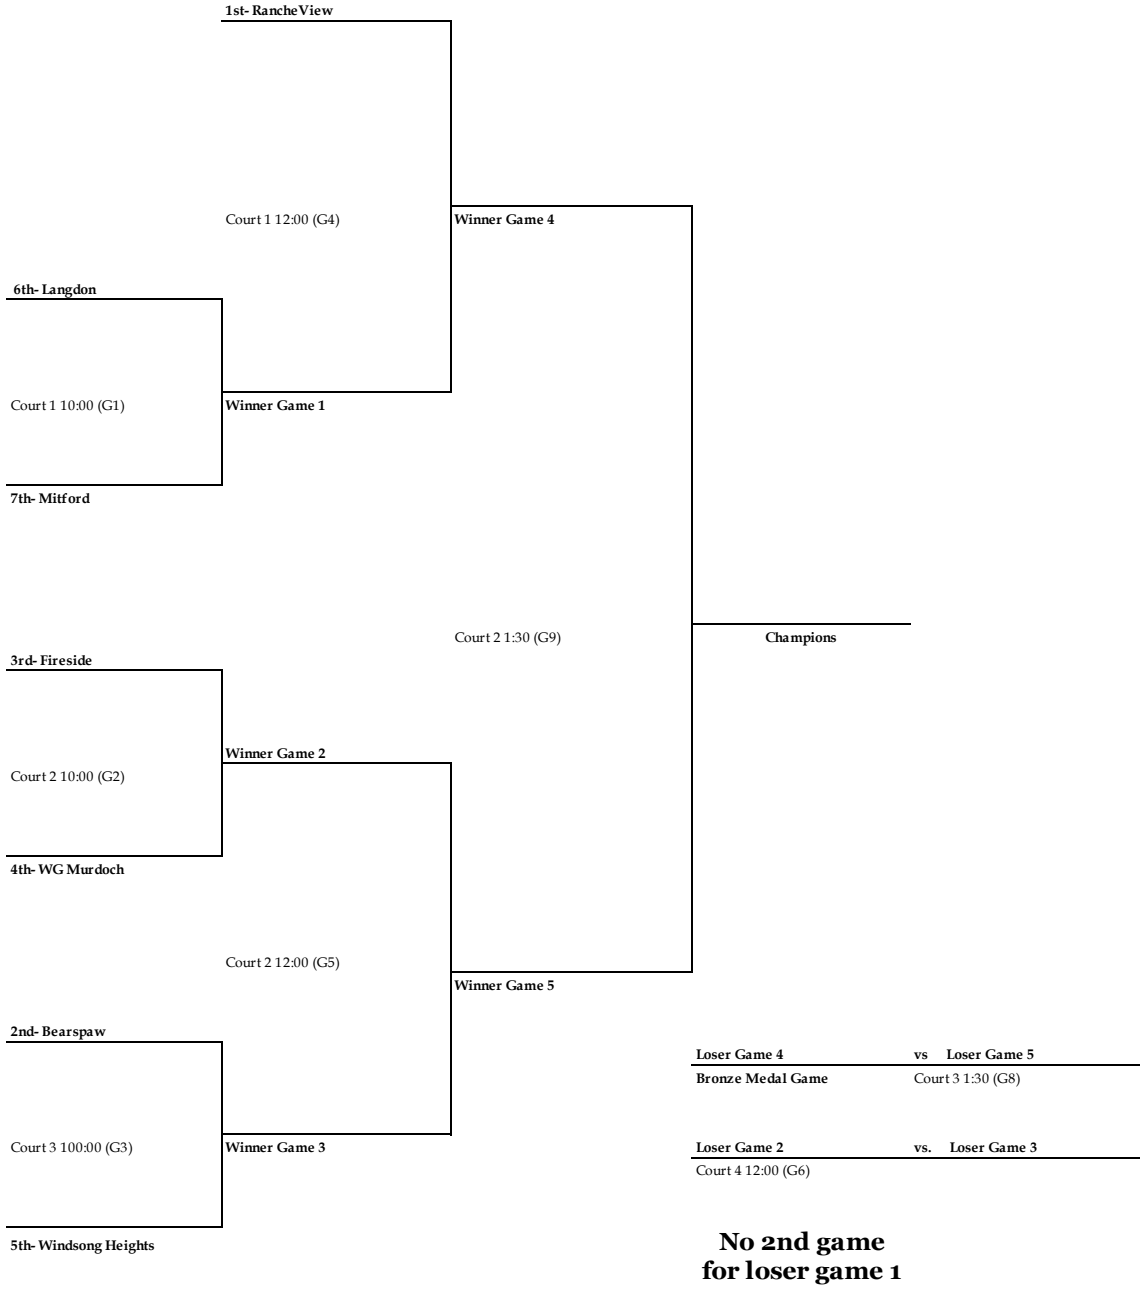 1st- RancheView
Court 1 12:00 (G4)
Winner Game 4
6th- Langdon
Court 1 10:00 (G1)
Winner Game 1
7th- Mitford
Court 2 1:30 (G9)
Champions
3rd- Fireside
Winner Game 2
Court 2 10:00 (G2)
4th- WG Murdoch
Court 2 12:00 (G5)
Winner Game 5
2nd- Bearspaw
Loser Game 4 vs Loser Game 5
Bronze Medal Game Court 3 1:30 (G8)
Court 3 100:00 (G3)
Winner Game 3
Loser Game 2 vs. Loser Game 3
Court 4 12:00 (G6)
5th- Windsong Heights
No 2nd game
for loser game 1